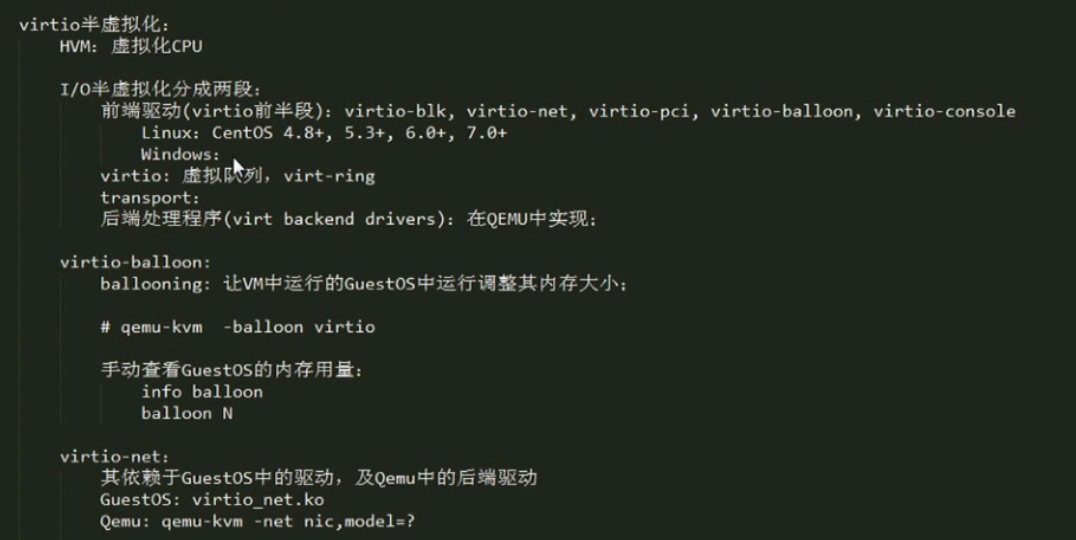 virtio半虚拟化：
HVM：虚拟化CPU
I/O半虚拟化分成两段：
前端驱动(virtio前半段)：virtio-blk, virtio-net, virtio-pci, virtio-balloon, virtio-console
Linux：CentOS 4.8+, 5.3+, 6.0+, 7.0+
Windows：
virtio: 虚拟队列，virt-ring
transport:
后端处理程序(virt backend drivers)：在QEMU中实现；
virtio-balloon:
ballooning: 让VM中运行的GuestOS中运行调整其内存大小；
# qemu-kvm -balloon virtio
手动查看GuestOS的内存用量：
info balloon
balloon N
virtio-net:
其依赖于GuestOS中的驱动，及Qemu中的后端驱动
GuestOS: virtio_net.ko
Qemu: qemu-kvm -net nic,model=?